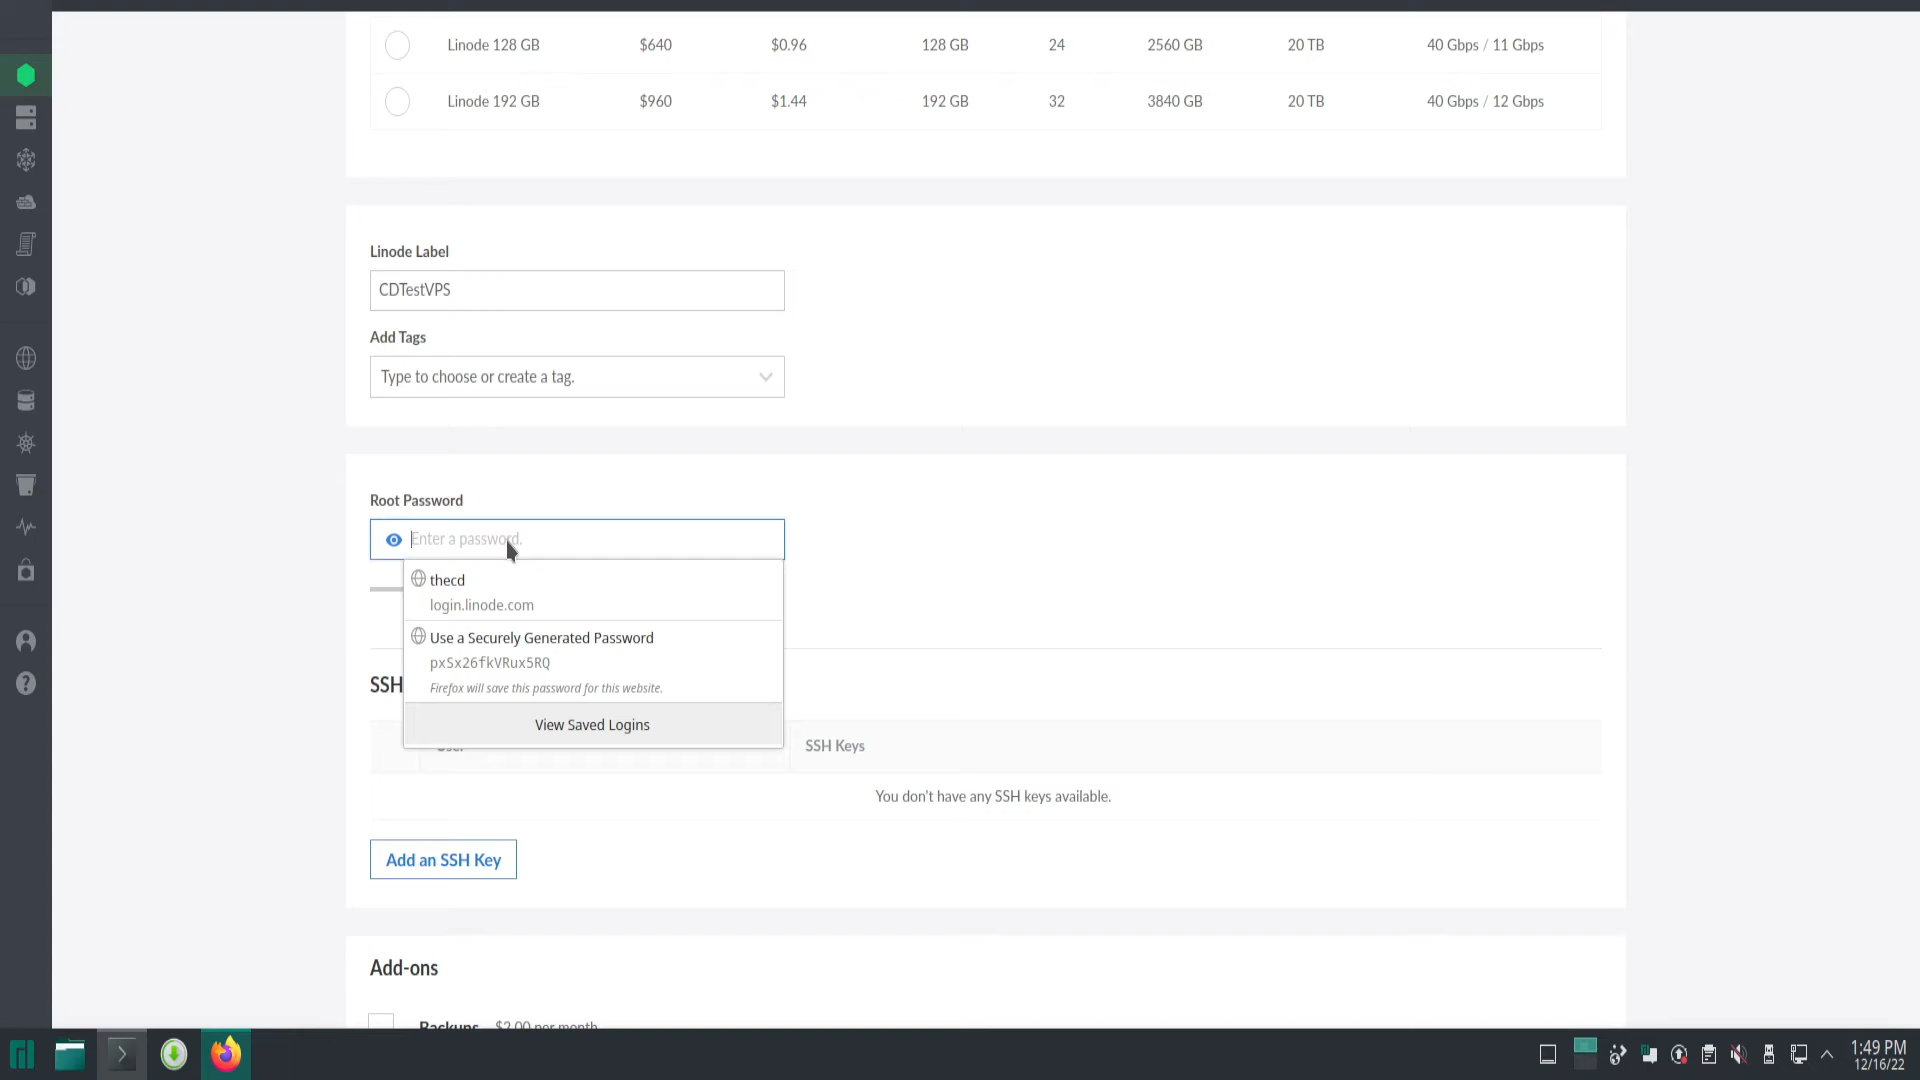 Linode 128 GB $640 $0.96 128 GB 24 2560 GB 20 TB 40 Gbps / 11 Gbps
Linode 192 GB $960 $1.44 192 GB 32 3840 GB 20 TB 40 Gbps / 12 Gbps
Linode Label
CDTestVPS
Add Tags
Type to choose or create a tag.
Root Password
Enter a password.
thecd
login.linode.com
Use a Securely Generated Password
pxSx26fkVRux5RQ
Firefox will save this password for this website.
SSH
View Saved Logins
User SSH Keys
You don't have any SSH keys available.
Add an SSH Key
Add-ons
Backups $2.00 per month
1:49 PM
12/16/22